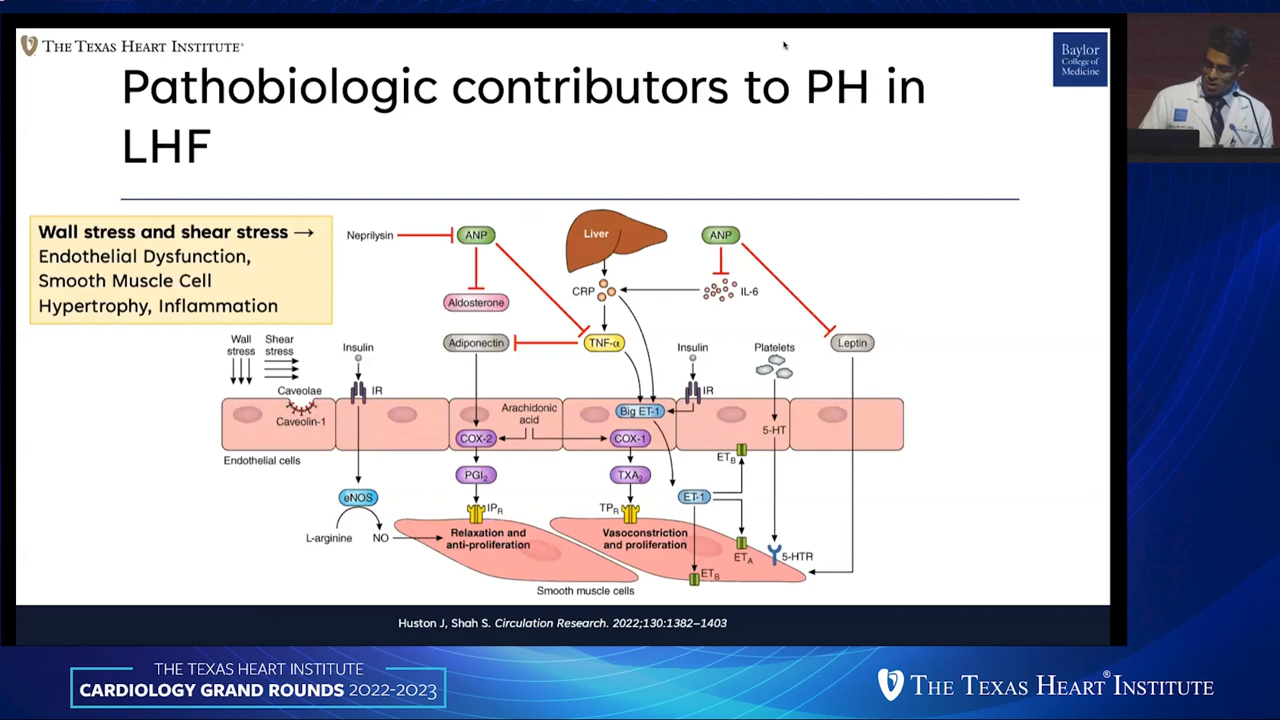 THE TEXAS HEART INSTITUTE®
Baylor
College of
Medicine
Pathobiologic contributors to PH in
LHF
Wall stress and shear stress →
Endothelial Dysfunction,
Smooth Muscle Cell
Hypertrophy, Inflammation
Neprilysin
ANP
Liver
ANP
CRP
IL-6
Aldosterone
Adiponectin
TNF-α
Leptin
Wall
stress
Shear
stress
Insulin
Insulin
Platelets
Caveolae
IR
IR
Caveolin-1
Arachidonic
acid
Big ET-1
5-HT
COX-2
COX-1
Endothelial cells
ETB
PGI2
TXA2
eNOS
ET-1
IPR
TPR
L-arginine
NO
Relaxation and
anti-proliferation
Vasoconstriction
and proliferation
ETA
5-HTR
ETB
Smooth muscle cells
Huston J, Shah S. Circulation Research. 2022;130:1382–1403
THE TEXAS HEART INSTITUTE
CARDIOLOGY GRAND ROUNDS 2022-2023
THE TEXAS HEART® INSTITUTE